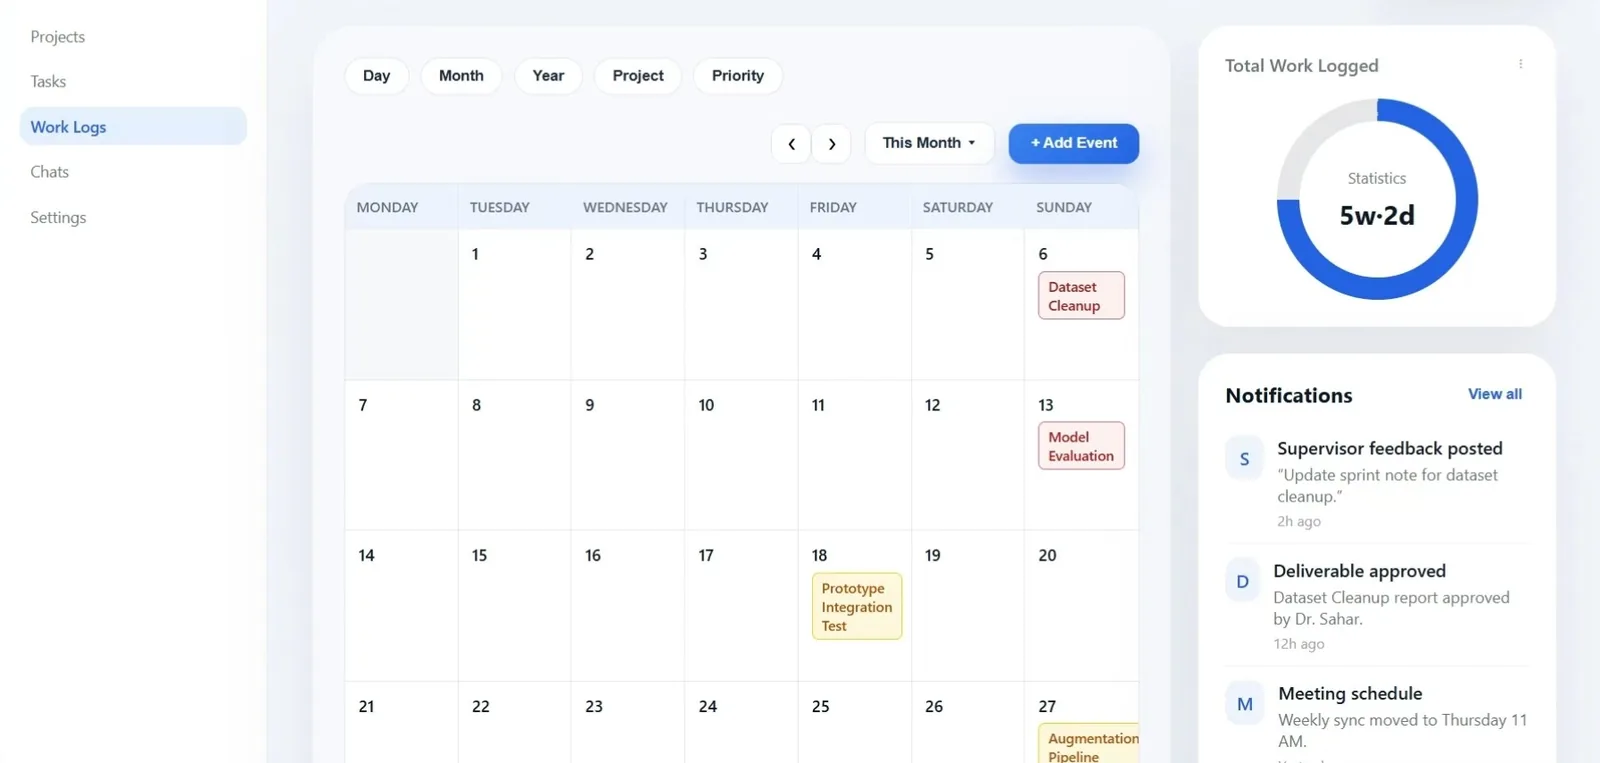 Projects
Tasks
Work Logs
Chats
Settings
Day
Month
Year
Project
Priority
This Month
+ Add Event
MONDAY TUESDAY WEDNESDAY THURSDAY FRIDAY SATURDAY SUNDAY
1 2 3 4 5 6
Dataset
Cleanup
7 8 9 10 11 12 13
Model
Evaluation
14 15 16 17 18 19 20
Prototype
Integration
Test
21 22 23 24 25 26 27
Augmentation
Pipeline
Total Work Logged
Statistics
5w·2d
Notifications
View all
S
Supervisor feedback posted
"Update sprint note for dataset
cleanup."
2h ago
D
Deliverable approved
Dataset Cleanup report approved
by Dr. Sahar.
12h ago
M
Meeting schedule
Weekly sync moved to Thursday 11
AM.